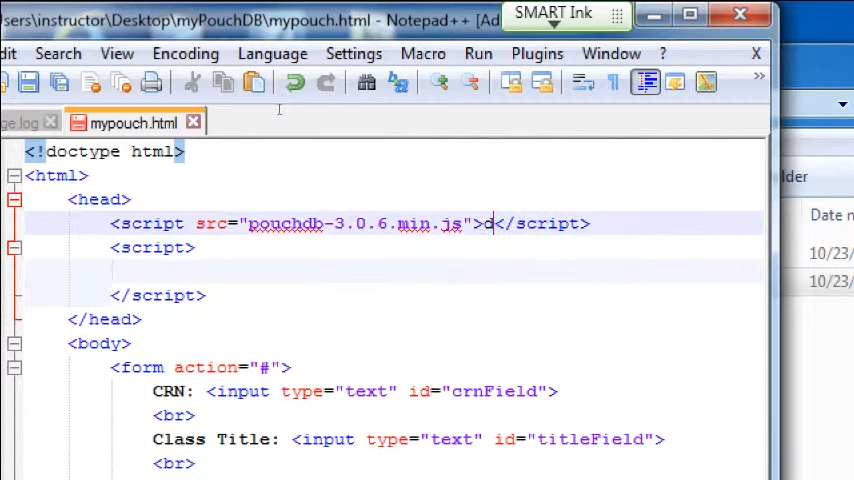 \Users\instructor\Desktop\myPouchDB\mypouch.html - Notepad++ [Ad
SMART Ink
dit Search View Encoding Language Settings Macro Run Plugins Window ? X
ge.log mypouch.html
<!doctype html>
<html>
<head>
<script src="pouchdb-3.0.6.min.js">d</script>
<script>
</script>
</head>
<body>
<form action="#">
CRN: <input type="text" id="crnField">
<br>
Class Title: <input type="text" id="titleField">
<br>
lder
Date n
10/23/
10/23/